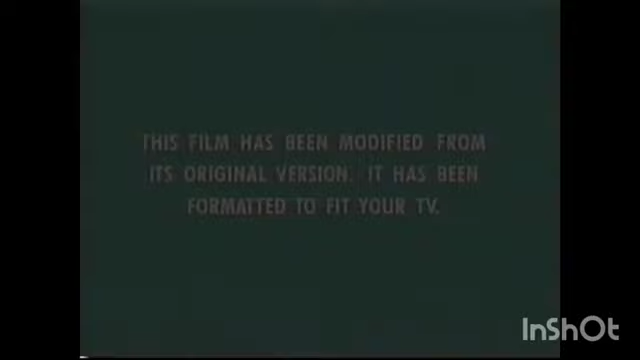 THIS FILM HAS BEEN MODIFIED FROM
ITS ORIGINAL VERSION. IT HAS BEEN
FORMATTED TO FIT YOUR TV.
InShOt